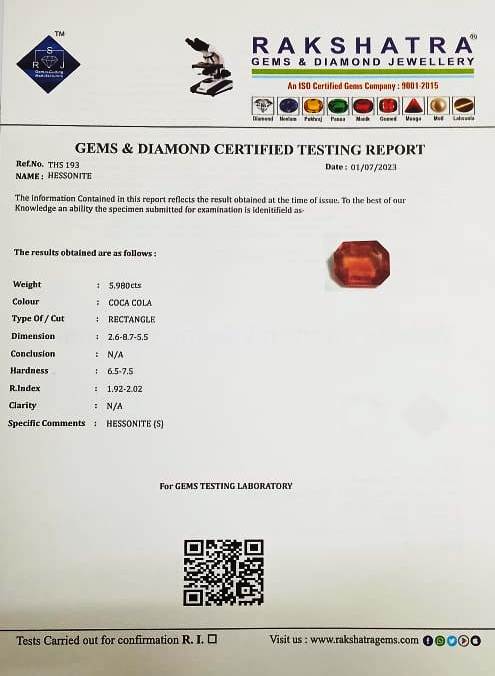 TM
S
R J
Gems Cutting
Manufacturers
RAKSHATRA®
GEMS & DIAMOND JEWELLERY
An ISO Certified Gems Company : 9001-2015
Diamond Neelam Pukhraj Panna Manik Gomed Moonga Moti Lahsunia
GEMS & DIAMOND CERTIFIED TESTING REPORT
Ref.No. THS 193
Date : 01/07/2023
NAME : HESSONITE
The information Contained in this report reflects the result obtained at the time of issue. To the best of our
Knowledge an ability the specimen submitted for examination is idenitifield as-
The results obtained are as follows :
Weight : 5.980cts
Colour : COCA COLA
Type Of / Cut : RECTANGLE
Dimension : 2.6-8.7-5.5
Conclusion : N/A
Hardness : 6.5-7.5
R.Index : 1.92-2.02
Clarity : N/A
Specific Comments : HESSONITE (S)
For GEMS TESTING LABORATORY
Tests Carried out for confirmation R. I. ☐
Visit us : www.rakshatragems.com